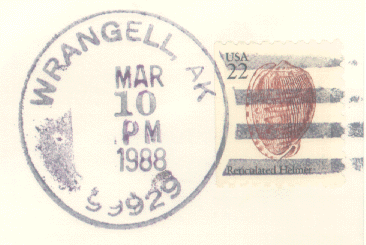 WRANGELL, AK
MAR
10
PM
1988
99929
USA
22
Reticulated Helmet